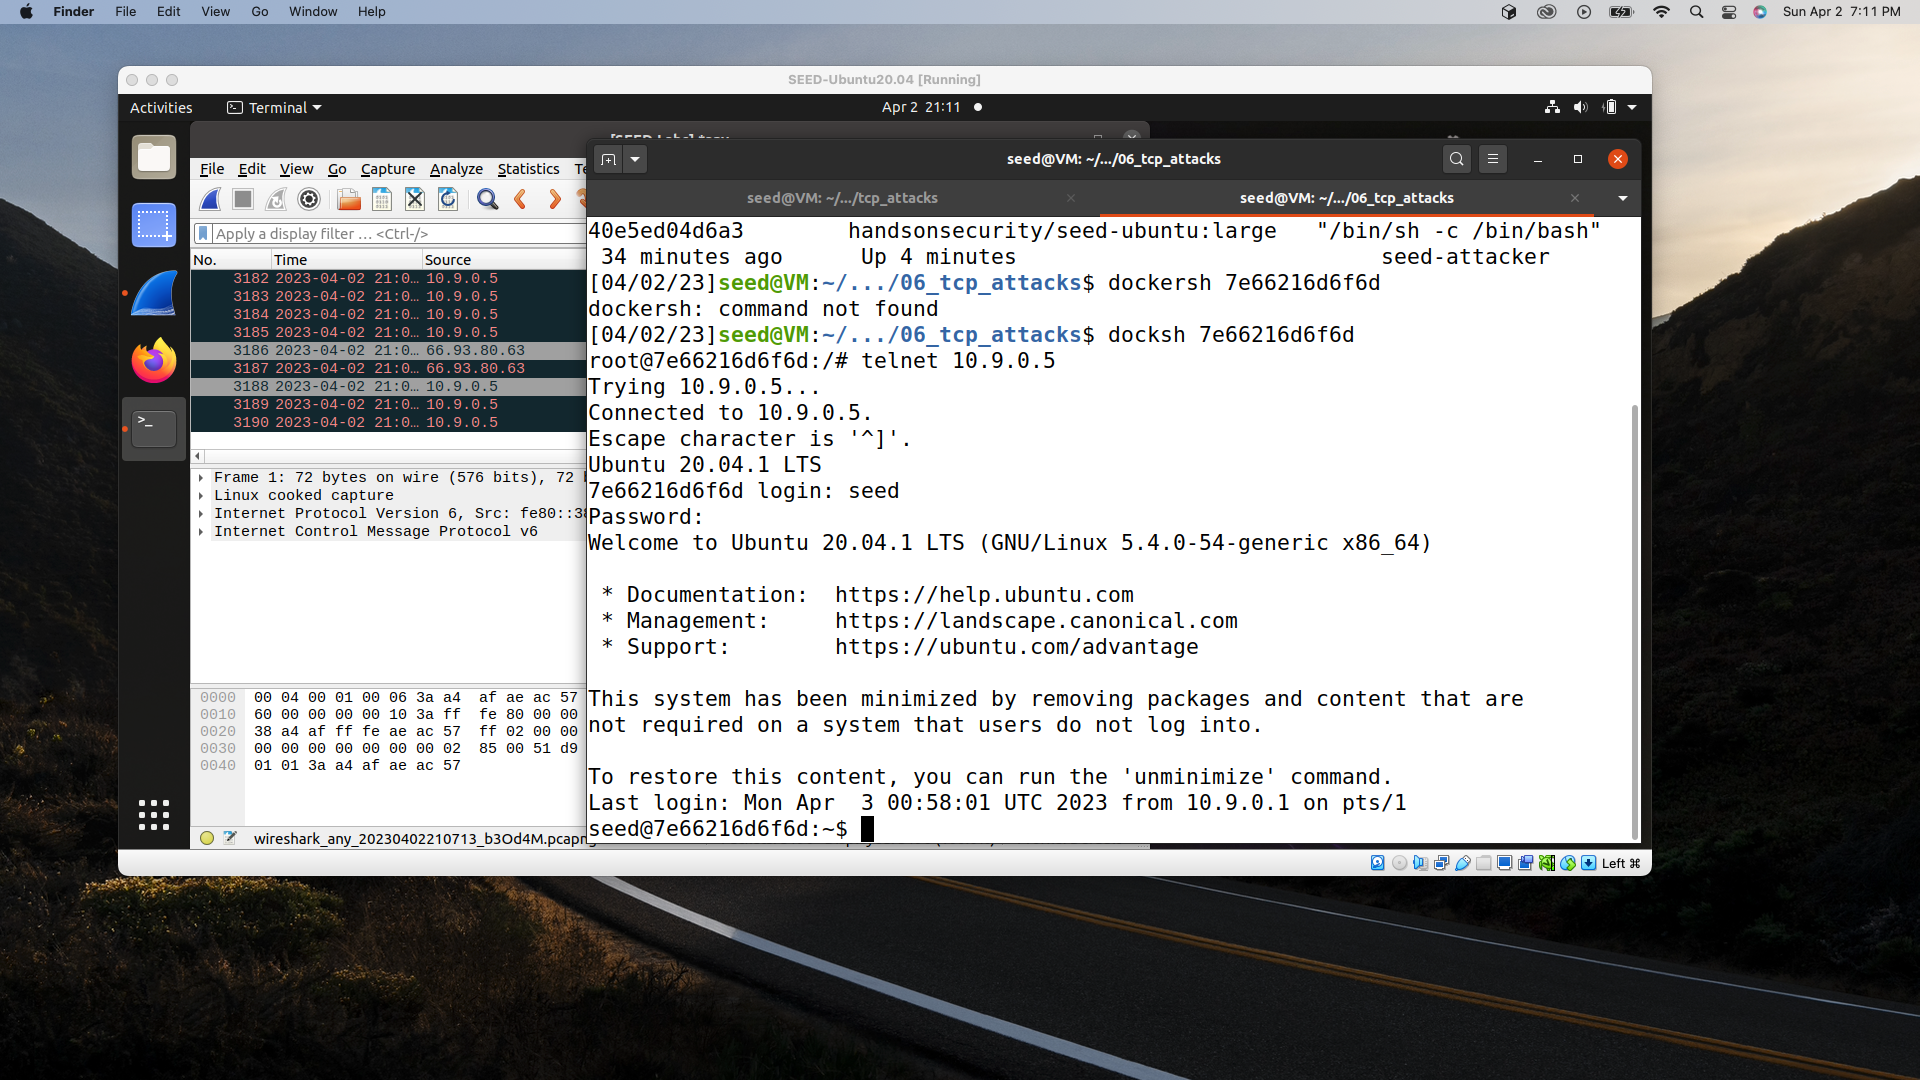 Finder File Edit View Go Window Help
Sun Apr 2 7:11 PM
SEED-Ubuntu20.04 [Running]
Activities
Terminal
Apr 2 21:11
seed@VM: ~/.../06_tcp_attacks
File Edit View Go Capture Analyze Statistics
seed@VM: ~/.../tcp_attacks
seed@VM: ~/.../06_tcp_attacks
Apply a display filter ... <Ctrl-/>
No. Time Source
3182 2023-04-02 21:0… 10.9.0.5
3183 2023-04-02 21:0… 10.9.0.5
3184 2023-04-02 21:0… 10.9.0.5
3185 2023-04-02 21:0… 10.9.0.5
3186 2023-04-02 21:0… 66.93.80.63
3187 2023-04-02 21:0… 66.93.80.63
3188 2023-04-02 21:0… 10.9.0.5
3189 2023-04-02 21:0… 10.9.0.5
3190 2023-04-02 21:0… 10.9.0.5
Frame 1: 72 bytes on wire (576 bits), 72
Linux cooked capture
Internet Protocol Version 6, Src: fe80::38
Internet Control Message Protocol v6
0000 00 04 00 01 00 06 3a a4 af ae ac 57
0010 60 00 00 00 00 10 3a ff fe 80 00 00
0020 38 a4 af ff fe ae ac 57 ff 02 00 00
0030 00 00 00 00 00 00 00 02 85 00 51 d9
0040 01 01 3a a4 af ae ac 57
wireshark_any_20230402210713_b3Od4M.pcapng
40e5ed04d6a3 handsonsecurity/seed-ubuntu:large "/bin/sh -c /bin/bash"
34 minutes ago Up 4 minutes seed-attacker
[04/02/23]seed@VM:~/.../06_tcp_attacks$ dockersh 7e66216d6f6d
dockersh: command not found
[04/02/23]seed@VM:~/.../06_tcp_attacks$ docksh 7e66216d6f6d
root@7e66216d6f6d:/# telnet 10.9.0.5
Trying 10.9.0.5...
Connected to 10.9.0.5.
Escape character is '^]'.
Ubuntu 20.04.1 LTS
7e66216d6f6d login: seed
Password:
Welcome to Ubuntu 20.04.1 LTS (GNU/Linux 5.4.0-54-generic x86_64)
* Documentation: https://help.ubuntu.com
* Management: https://landscape.canonical.com
* Support: https://ubuntu.com/advantage
This system has been minimized by removing packages and content that are
not required on a system that users do not log into.
To restore this content, you can run the 'unminimize' command.
Last login: Mon Apr 3 00:58:01 UTC 2023 from 10.9.0.1 on pts/1
seed@7e66216d6f6d:~$
Left ⌘